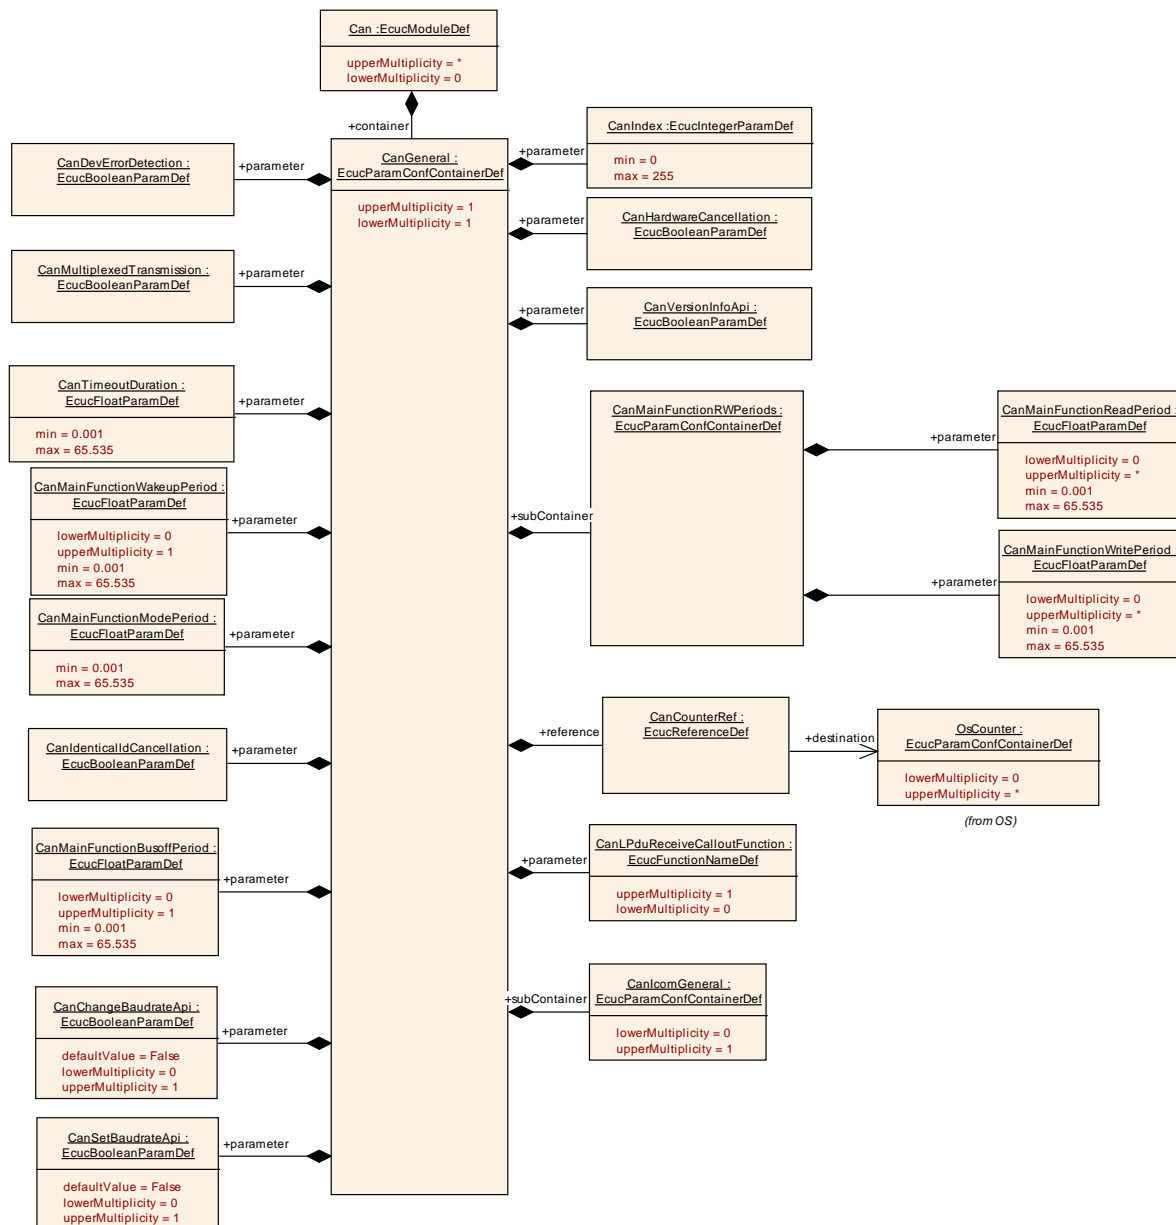 Can :EcucModuleDef
upperMultiplicity = *
lowerMultiplicity = 0
+container
CanGeneral :
EcucParamConfContainerDef
upperMultiplicity = 1
lowerMultiplicity = 1
CanDevErrorDetection :
EcucBooleanParamDef
+parameter
CanMultiplexedTransmission :
EcucBooleanParamDef
+parameter
CanTimeoutDuration :
EcucFloatParamDef
min = 0.001
max = 65.535
+parameter
CanMainFunctionWakeupPeriod :
EcucFloatParamDef
lowerMultiplicity = 0
upperMultiplicity = 1
min = 0.001
max = 65.535
+parameter
CanMainFunctionModePeriod :
EcucFloatParamDef
min = 0.001
max = 65.535
+parameter
CanIdenticalIdCancellation :
EcucBooleanParamDef
+parameter
CanMainFunctionBusoffPeriod :
EcucFloatParamDef
lowerMultiplicity = 0
upperMultiplicity = 1
min = 0.001
max = 65.535
+parameter
CanChangeBaudrateApi :
EcucBooleanParamDef
defaultValue = False
lowerMultiplicity = 0
upperMultiplicity = 1
+parameter
CanSetBaudrateApi :
EcucBooleanParamDef
defaultValue = False
lowerMultiplicity = 0
upperMultiplicity = 1
+parameter
+parameter
CanIndex :EcucIntegerParamDef
min = 0
max = 255
+parameter
CanHardwareCancellation :
EcucBooleanParamDef
+parameter
CanVersionInfoApi :
EcucBooleanParamDef
+subContainer
CanMainFunctionRWPeriods :
EcucParamConfContainerDef
+parameter
CanMainFunctionReadPeriod :
EcucFloatParamDef
lowerMultiplicity = 0
upperMultiplicity = *
min = 0.001
max = 65.535
+parameter
CanMainFunctionWritePeriod :
EcucFloatParamDef
lowerMultiplicity = 0
upperMultiplicity = *
min = 0.001
max = 65.535
+reference
CanCounterRef :
EcucReferenceDef
+destination
OsCounter :
EcucParamConfContainerDef
lowerMultiplicity = 0
upperMultiplicity = *
(from OS)
+parameter
CanLPduReceiveCalloutFunction :
EcucFunctionNameDef
upperMultiplicity = 1
lowerMultiplicity = 0
+subContainer
CanIcomGeneral :
EcucParamConfContainerDef
lowerMultiplicity = 0
upperMultiplicity = 1